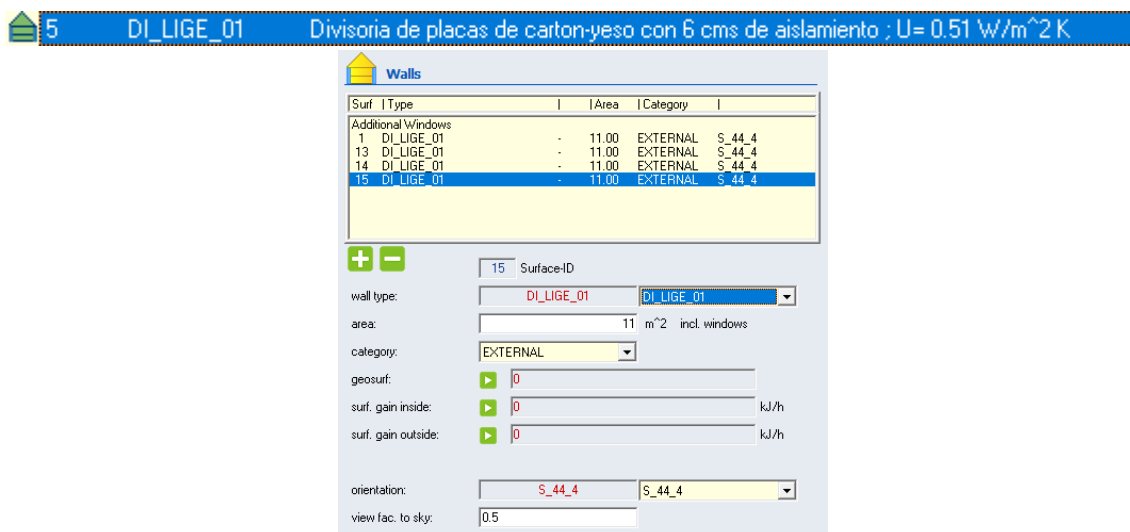 5 DI_LIGE_01 Divisoria de placas de carton-yeso con 6 cms de aislamiento ; U= 0.51 W/m^2 K
Walls
Surf | Type | | Area | Category |
Additional Windows
1 DI_LIGE_01 - 11.00 EXTERNAL S_44_4
13 DI_LIGE_01 - 11.00 EXTERNAL S_44_4
14 DI_LIGE_01 - 11.00 EXTERNAL S_44_4
15 DI_LIGE_01 - 11.00 EXTERNAL S_44_4
15 Surface-ID
wall type: DI_LIGE_01 DI_LIGE_01
area: 11 m^2 incl. windows
category: EXTERNAL
geosurf: 0
surf. gain inside: 0 kJ/h
surf. gain outside: 0 kJ/h
orientation: S_44_4 S_44_4
view fac. to sky: 0.5